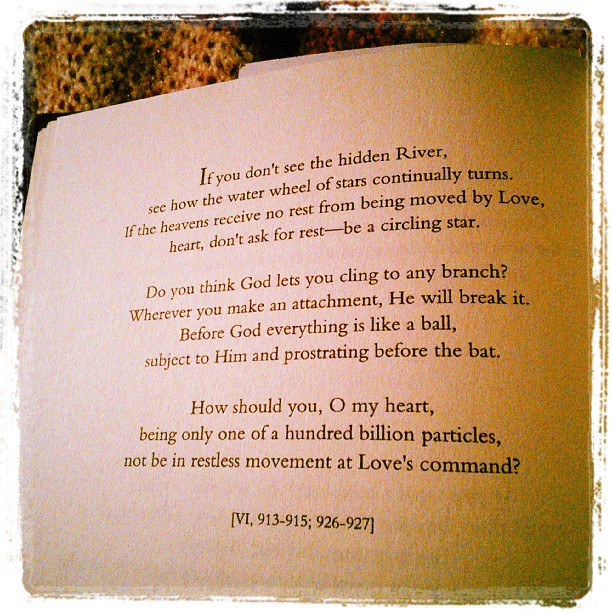 If you don't see the hidden River,
see how the water wheel of stars continually turns.
If the heavens receive no rest from being moved by Love,
heart, don't ask for rest—be a circling star.
Do you think God lets you cling to any branch?
Wherever you make an attachment, He will break it.
Before God everything is like a ball,
subject to Him and prostrating before the bat.
How should you, O my heart,
being only one of a hundred billion particles,
not be in restless movement at Love's command?
[VI, 913-915; 926-927]